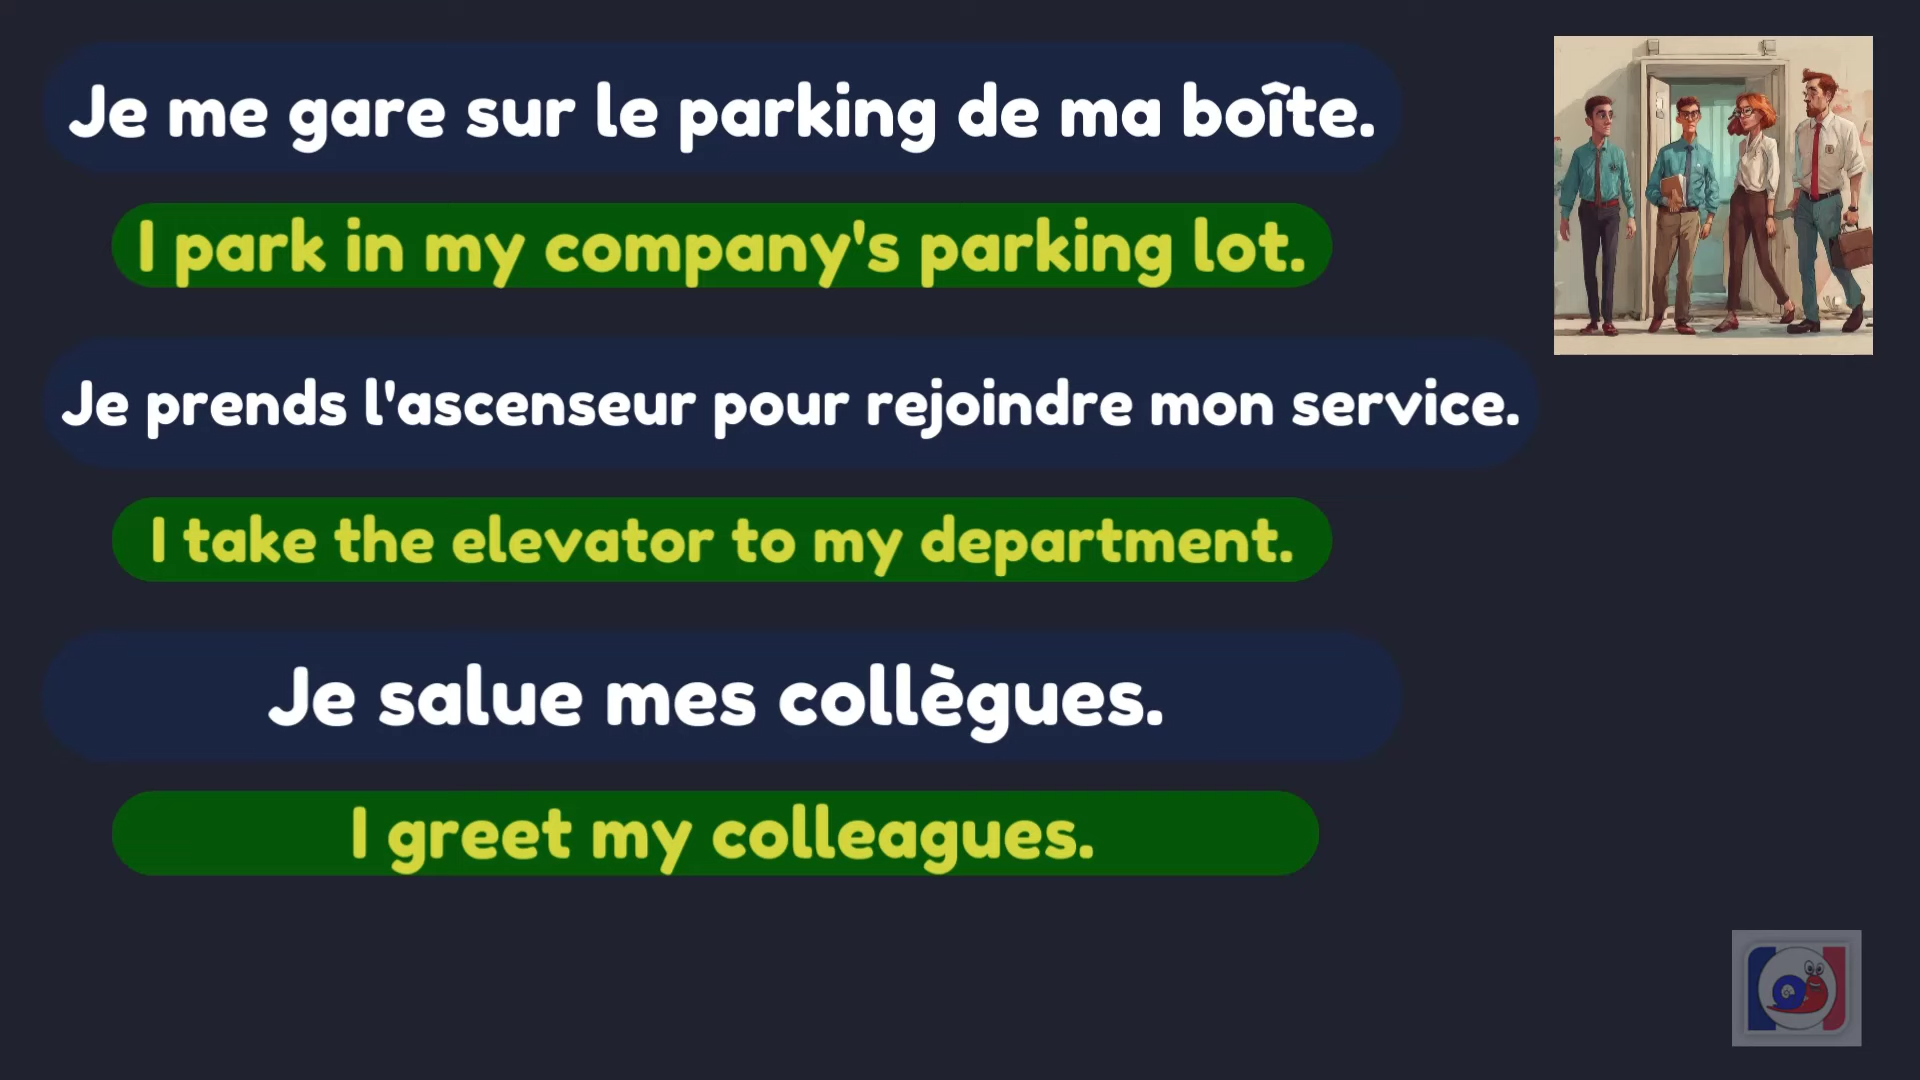 Je me gare sur le parking de ma boîte.
I park in my company's parking lot.
Je prends l'ascenseur pour rejoindre mon service.
I take the elevator to my department.
Je salue mes collègues.
I greet my colleagues.